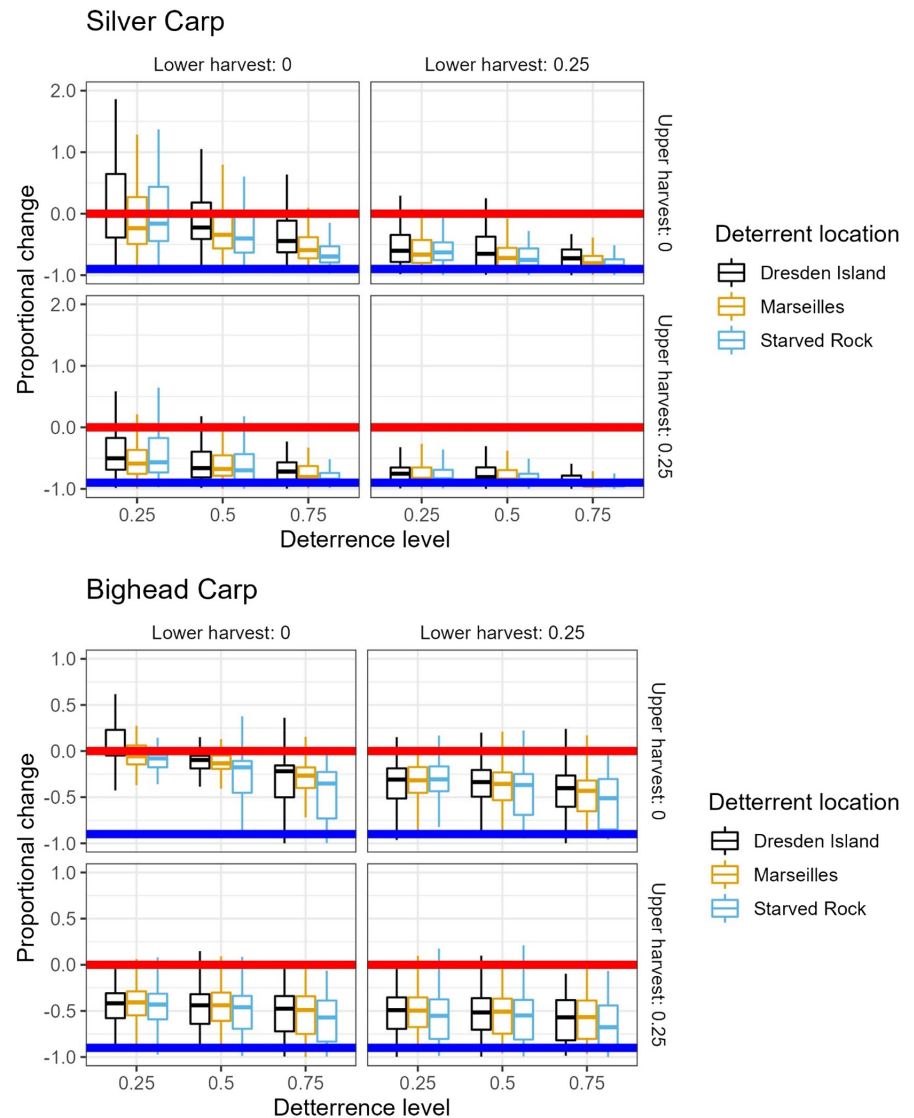 Silver Carp
Lower harvest: 0
Lower harvest: 0.25
2.0
1.0
0.0
-1.0
Upper harvest: 0
2.0
1.0
0.0
-1.0
Upper harvest: 0.25
Proportional change
0.25
0.5
0.75
0.25
0.5
0.75
Deterrence level
Deterrent location
Dresden Island
Marseilles
Starved Rock
Bighead Carp
Lower harvest: 0
Lower harvest: 0.25
1.0
0.5
0.0
-0.5
-1.0
Upper harvest: 0
1.0
0.5
0.0
-0.5
-1.0
Upper harvest: 0.25
Proportional change
0.25
0.5
0.75
0.25
0.5
0.75
Detterrence level
Detterrent location
Dresden Island
Marseilles
Starved Rock